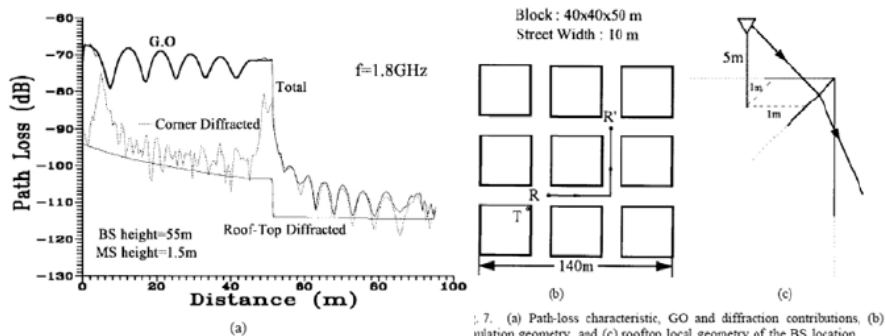 −60
−70
−80
−90
−100
−110
−120
−130
Path Loss (dB)
G.O
f=1.8GHz
Total
Corner Diffracted
BS height=55m
MS height=1.5m
Roof-Top Diffracted
0 20 40 60 80 100
Distance (m)
(a)
Block : 40x40x50 m
Street Width : 10 m
R'
R
T
140m
(b)
5m
1m
1m
(c)
. 7. (a) Path-loss characteristic, GO and diffraction contributions, (b)
geometry, and (c) rooftop local geometry of the BS location